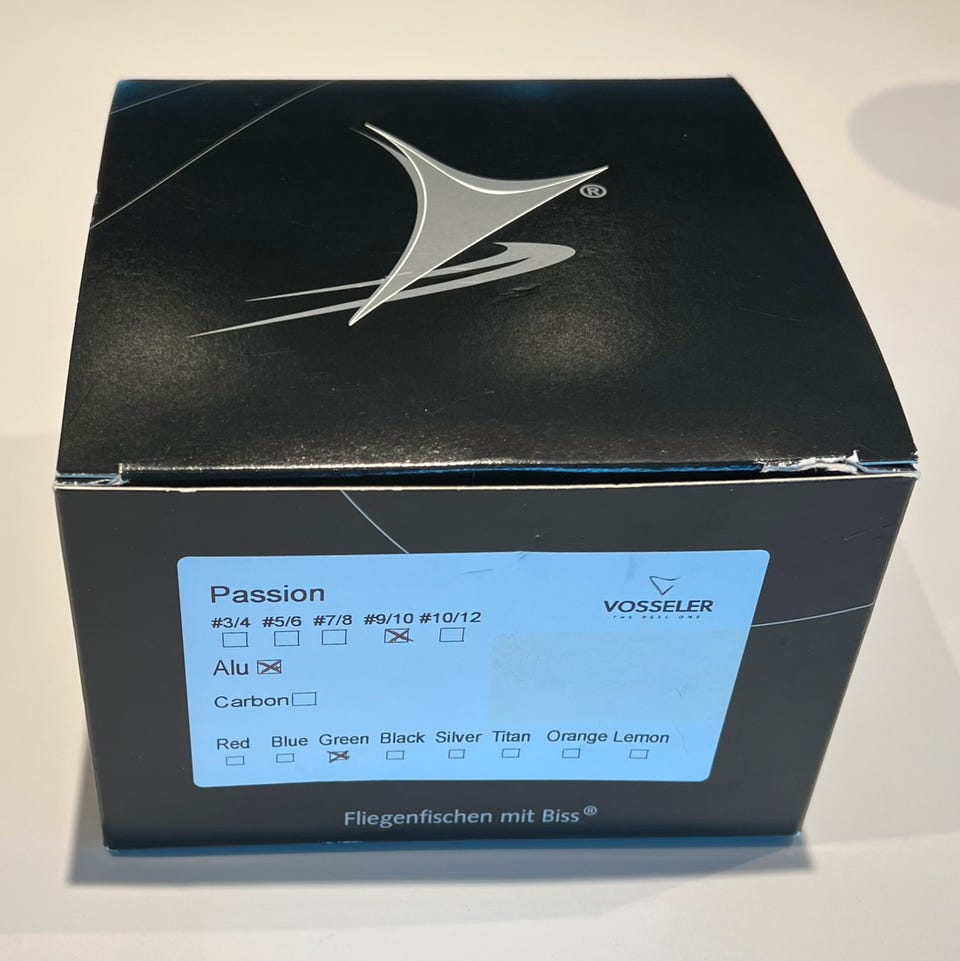 ®
Passion
VOSSELER
THE REEL ONE
#3/4 #5/6 #7/8 #9/10 #10/12
Alu
Carbon
Red Blue Green Black Silver Titan Orange Lemon
Fliegenfischen mit Biss®